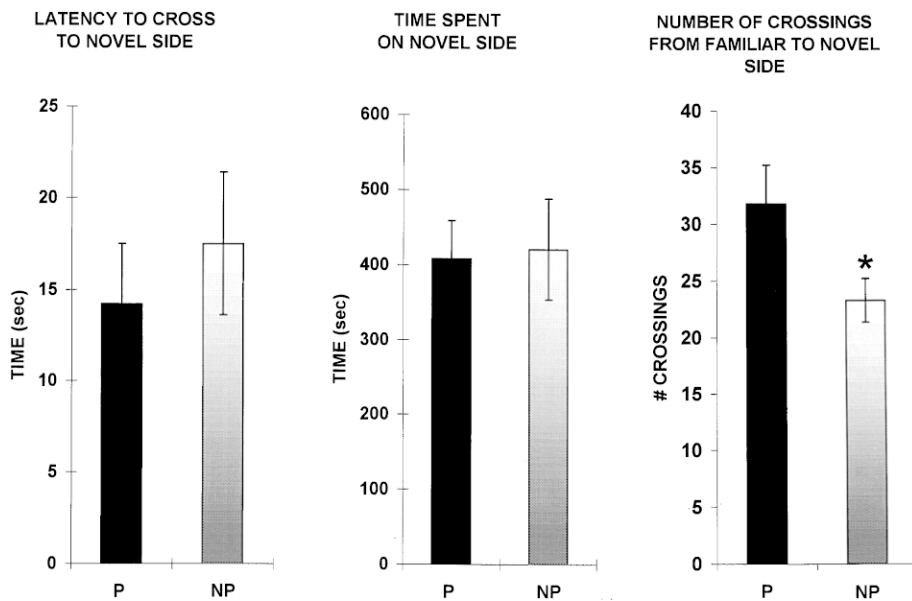 LATENCY TO CROSS
TO NOVEL SIDE
25
20
15
10
5
0
TIME (sec)
P
NP
TIME SPENT
ON NOVEL SIDE
600
500
400
300
200
100
0
TIME (sec)
P
NP
NUMBER OF CROSSINGS
FROM FAMILIAR TO NOVEL
SIDE
40
35
30
25
20
15
10
5
0
# CROSSINGS
*
P
NP